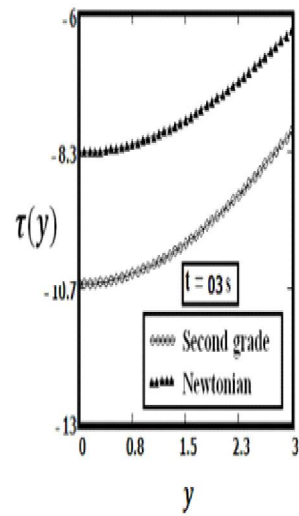 -6
-8.3
τ(y)
-10.7
t = 03 s
Second grade
Newtonian
-13
0 0.8 1.5 2.3 3
y